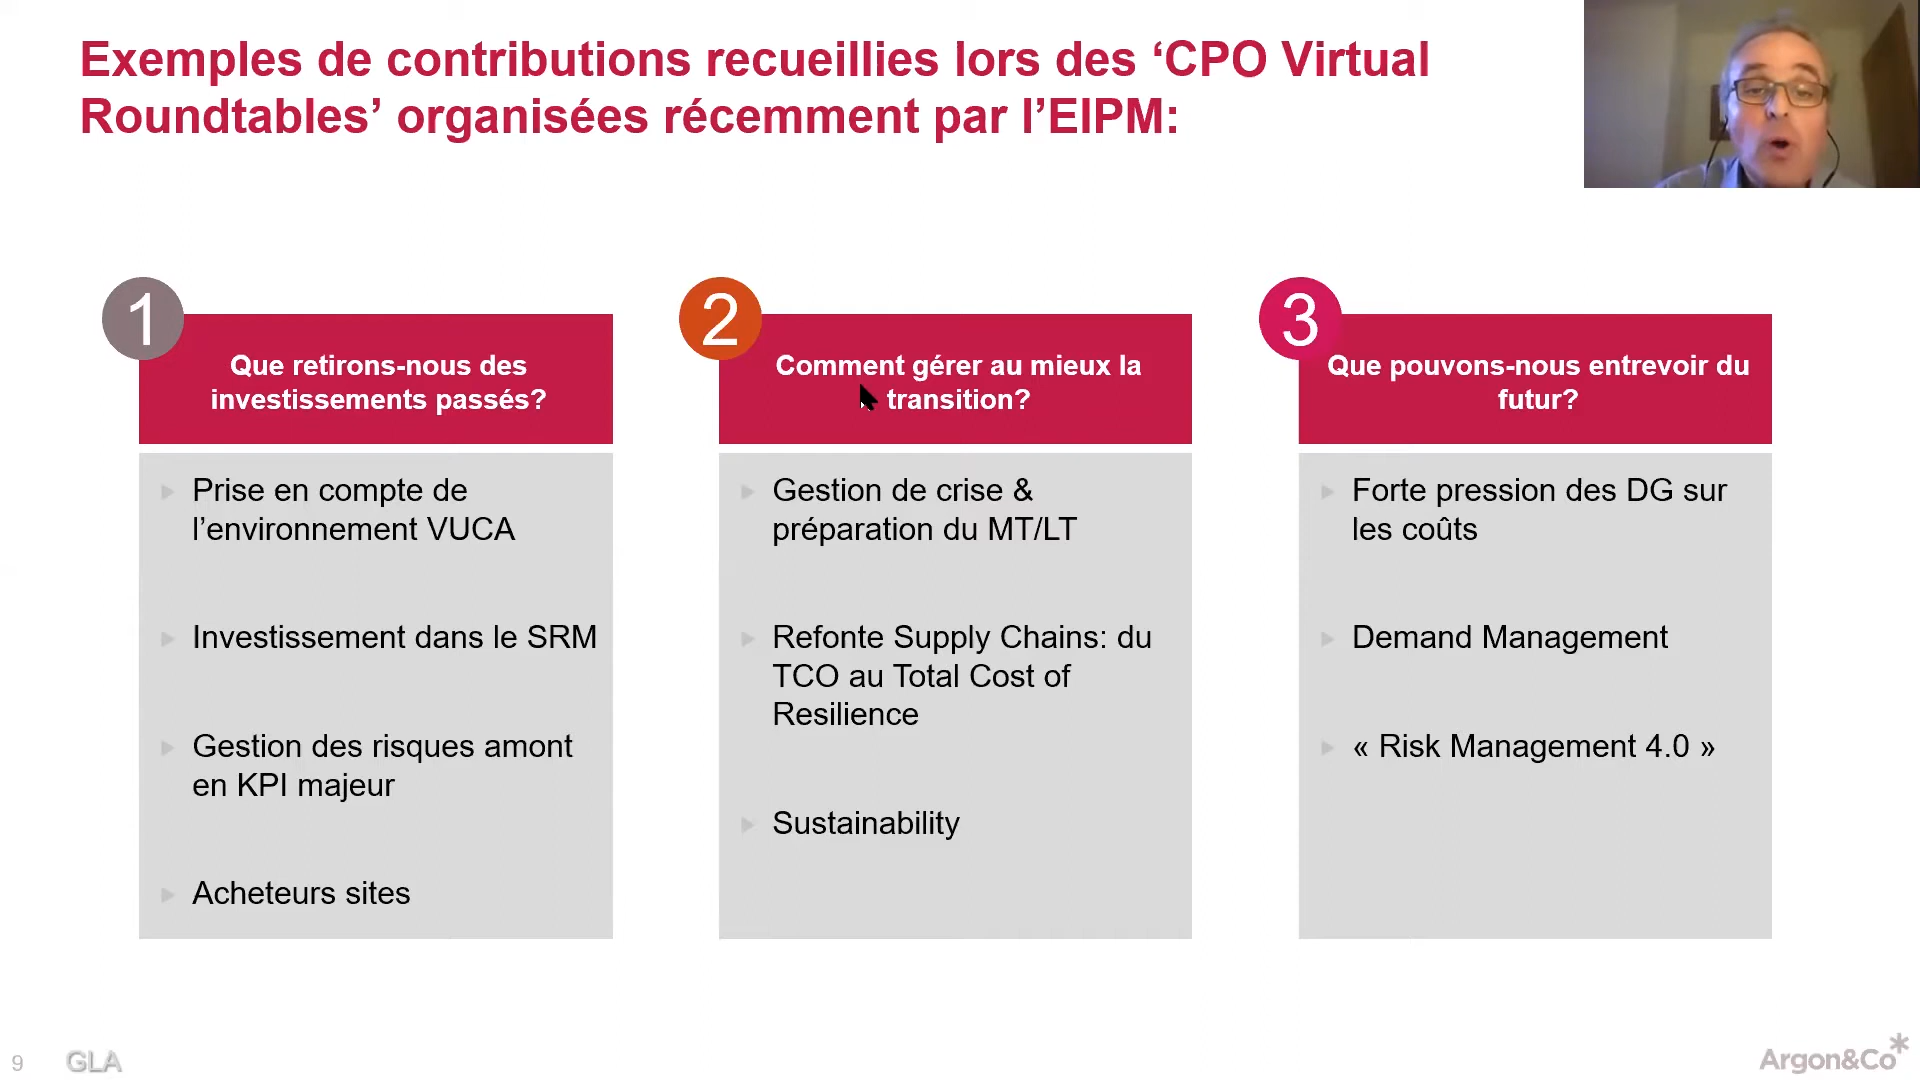 Exemples de contributions recueillies lors des ‘CPO Virtual
Roundtables’ organisées récemment par l’EIPM:
1
Que retirons-nous des
investissements passés?
Prise en compte de
l’environnement VUCA
Investissement dans le SRM
Gestion des risques amont
en KPI majeur
Acheteurs sites
2
Comment gérer au mieux la
transition?
Gestion de crise &
préparation du MT/LT
Refonte Supply Chains: du
TCO au Total Cost of
Resilience
Sustainability
3
Que pouvons-nous entrevoir du
futur?
Forte pression des DG sur
les coûts
Demand Management
« Risk Management 4.0 »
9
GLA
Argon&Co